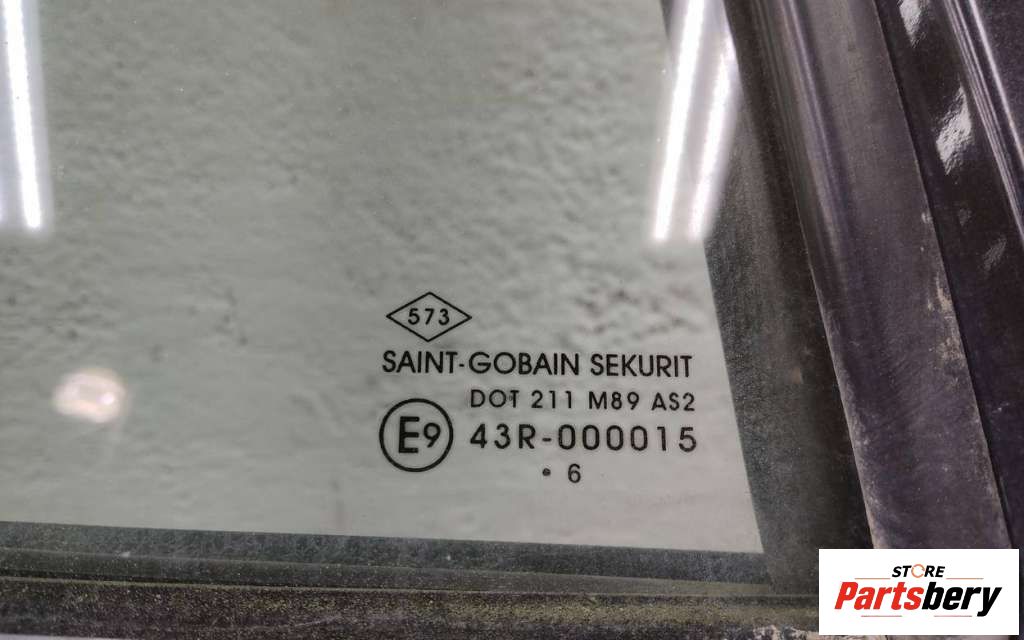 573
SAINT-GOBAIN SEKURIT
DOT 211 M89 AS2
E9 43R-000015
• 6
STORE
Partsbery